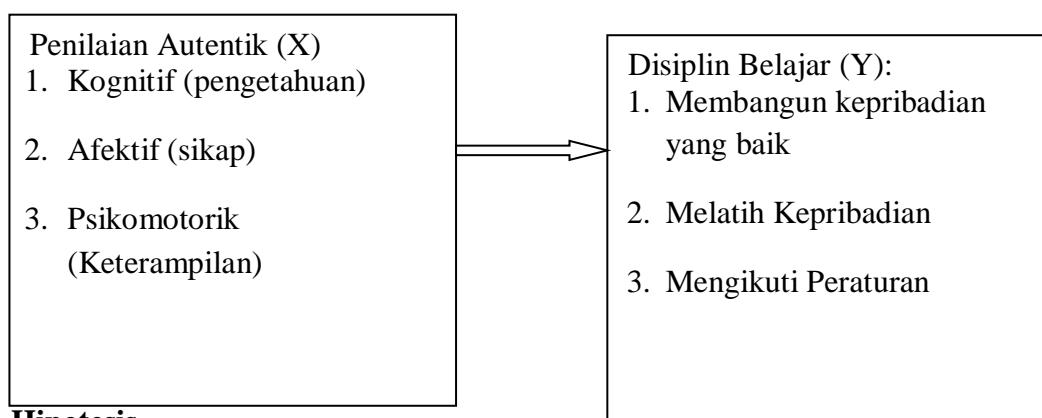 Penilaian Autentik (X)
1. Kognitif (pengetahuan)
2. Afektif (sikap)
3. Psikomotorik
(Keterampilan)
Disiplin Belajar (Y):
1. Membangun kepribadian
yang baik
2. Melatih Kepribadian
3. Mengikuti Peraturan
Hipotesis